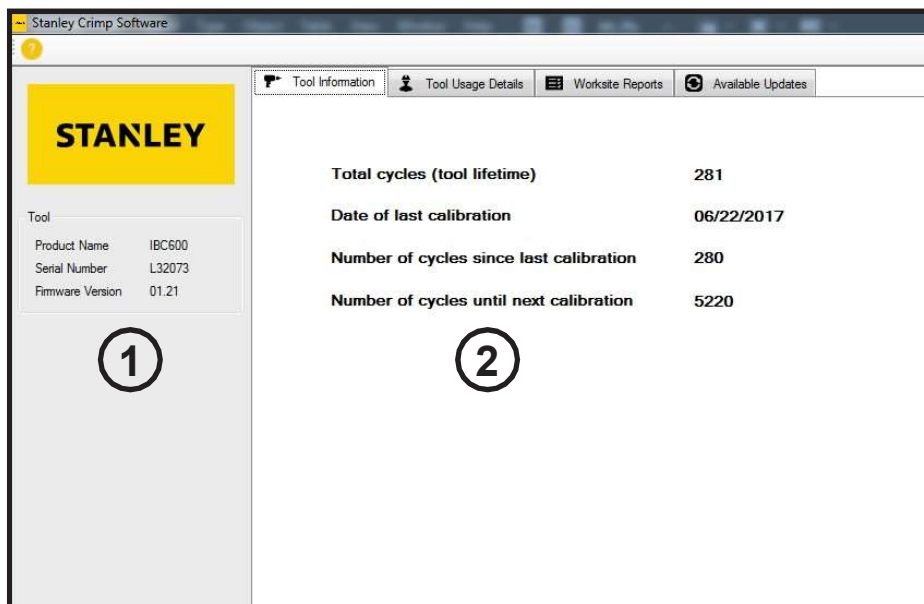 Stanley Crimp Software
?
Tool Information Tool Usage Details Worksite Reports Available Updates
STANLEY
Total cycles (tool lifetime) 281
Tool
Date of last calibration 06/22/2017
Product Name IBC600
Number of cycles since last calibration 280
Serial Number L32073
Firmware Version 01.21
Number of cycles until next calibration 5220
1
2